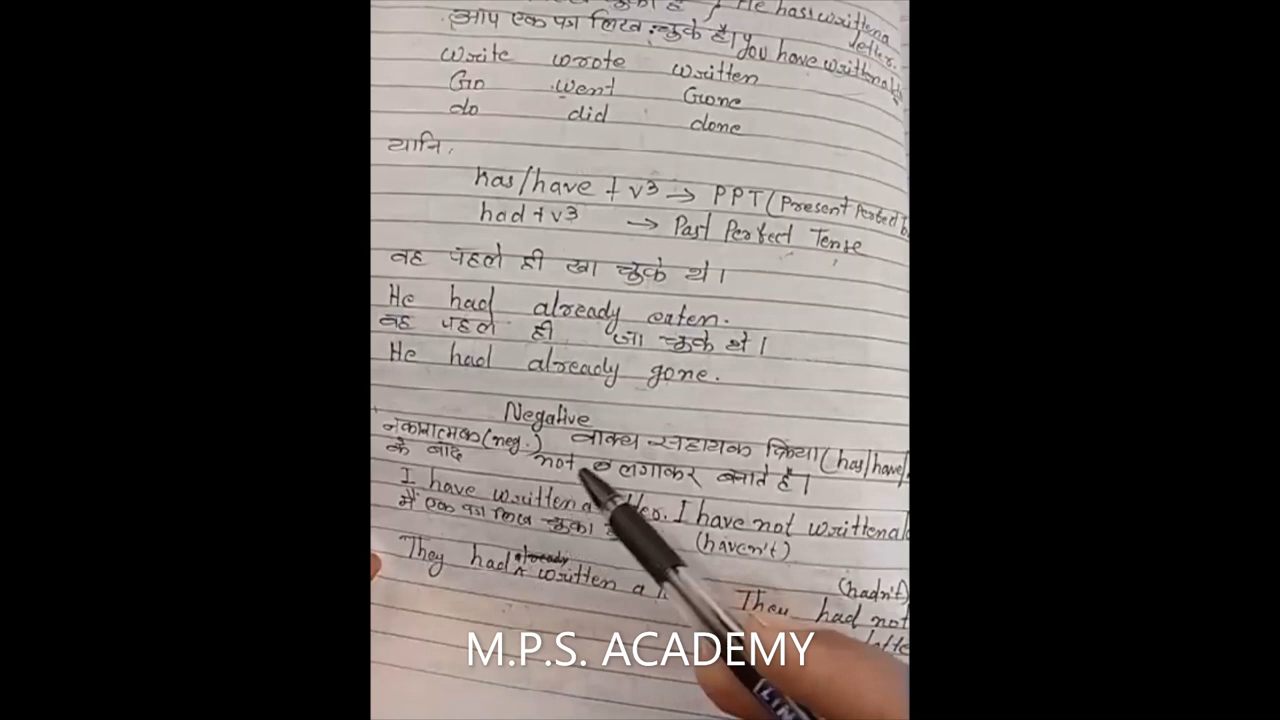 He has written a
letter.
आप एक पत्र लिख चुके है। You have written a
write wrote written
Go went Gone
do did done
यानि,
has/have + v3 → PPT (Present Perfect
had + v3 → Past Perfect Tense
वह पहले ही खा चुके थे।
He had already eaten.
वह पहले ही जा चुके थे।
He had already gone.
Negative
नकारात्मक (neg.) वाक्य सहायक क्रिया (has/have/
के बाद not लगाकर बनाते है।
I have written a I have not written a
मैं एक पत्र लिख चुका (haven't)
They had already written a (hadn't)
They had not
M.P.S. ACADEMY